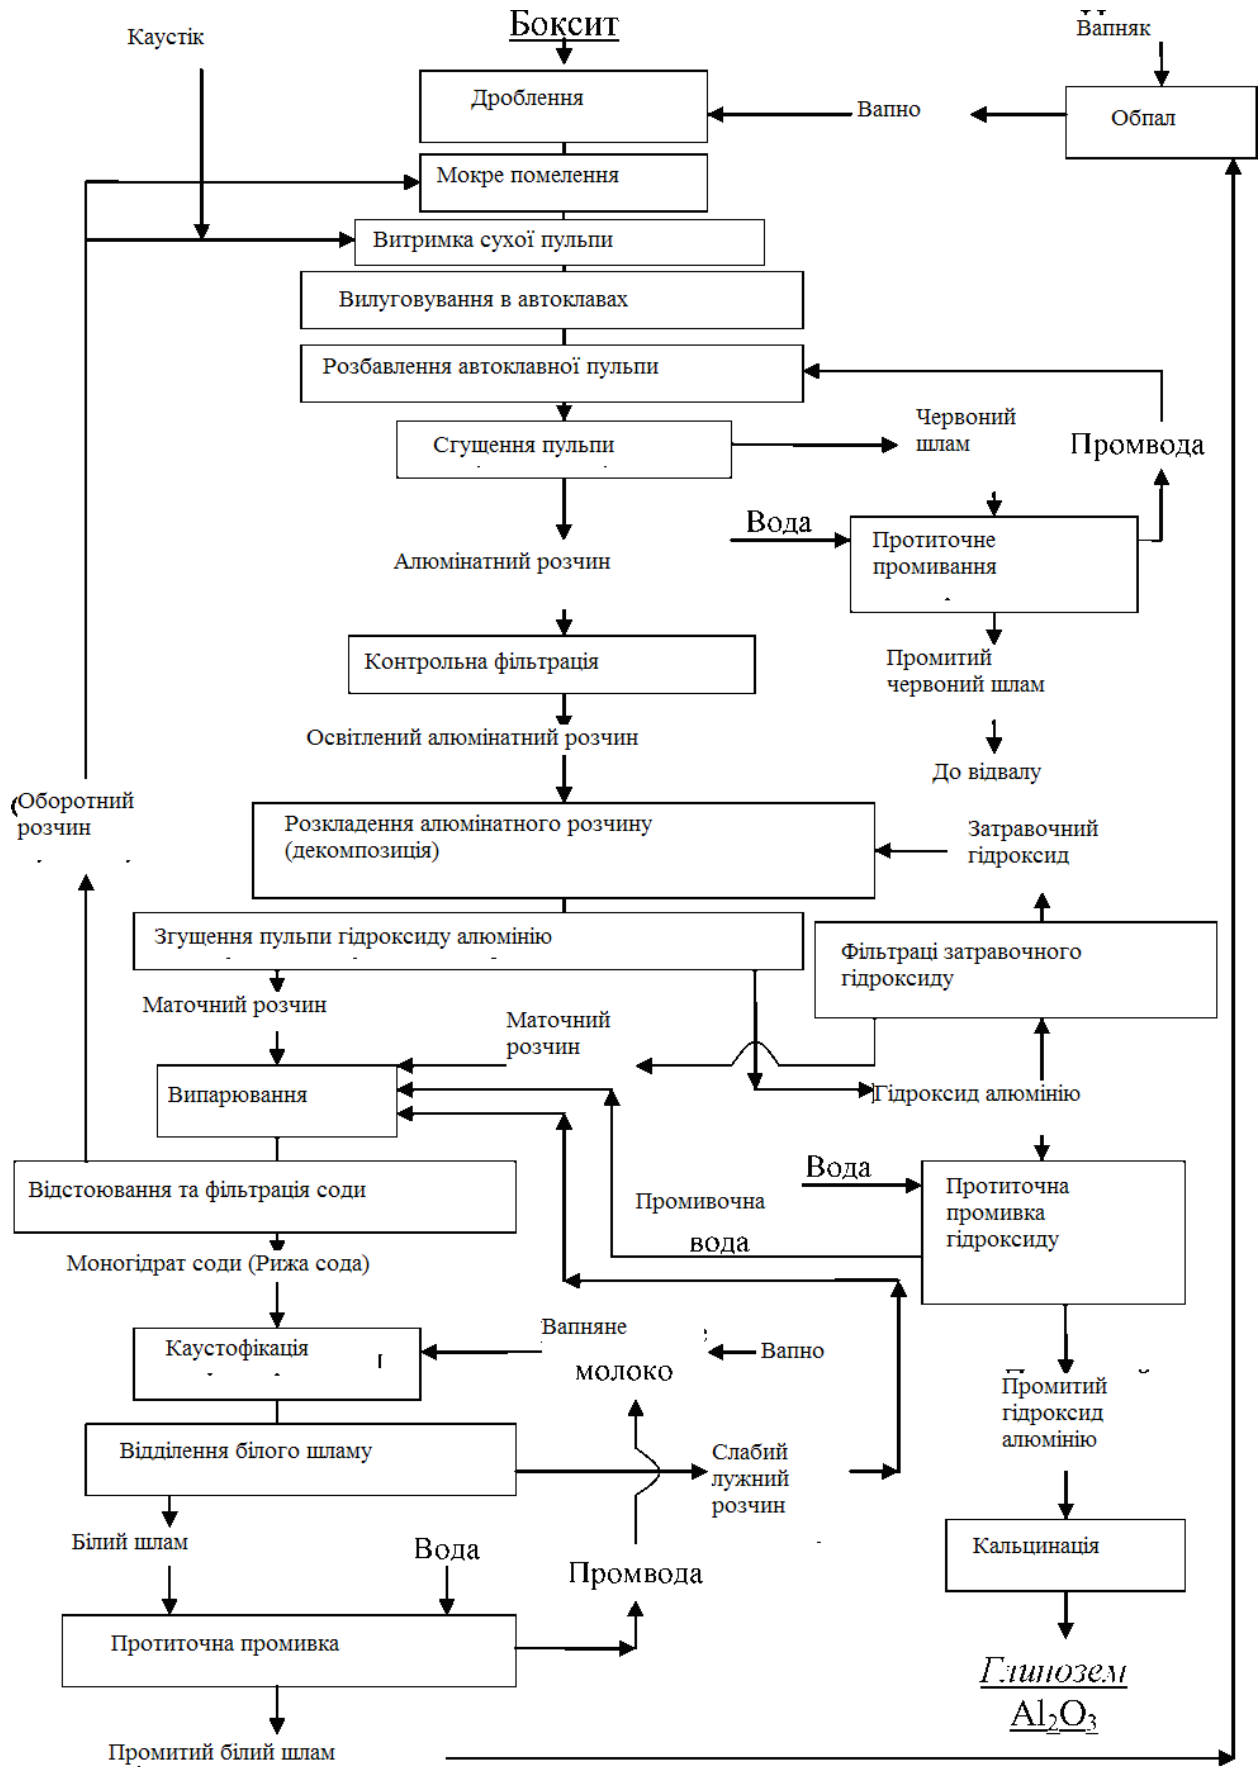 Боксит
Каустік
Вапняк
Дроблення
Вапно
Обпал
Мокре помелення
Витримка сухої пульпи
Вилуговування в автоклавах
Розбавлення автоклавної пульпи
Червоний
шлам
Промвода
Сгущення пульпи
Вода
Протиточне
промивання
Алюмінатний розчин
Контрольна фільтрація
Промитий
червоний шлам
Освітлений алюмінатний розчин
До відвалу
Оборотний
розчин
Розкладення алюмінатного розчину
(декомпозиція)
Затравочний
гідроксид
Згущення пульпи гідроксиду алюмінію
Фільтраці затравочного
гідроксиду
Маточний розчин
Маточний
розчин
Випарювання
Гідроксид алюмінію
Відстоювання та фільтрація соди
Вода
Протиточна
промивка
гідроксиду
Промивочна
вода
Моногідрат соди (Рижа сода)
Каустофікація
Вапняне
молоко
Вапно
Промитий
гідроксид
алюмінію
Відділення білого шламу
Слабий
лужний
розчин
Білий шлам
Вода
Промвода
Кальцинація
Протиточна промивка
Глинозем
Al₂O₃
Промитий білий шлам